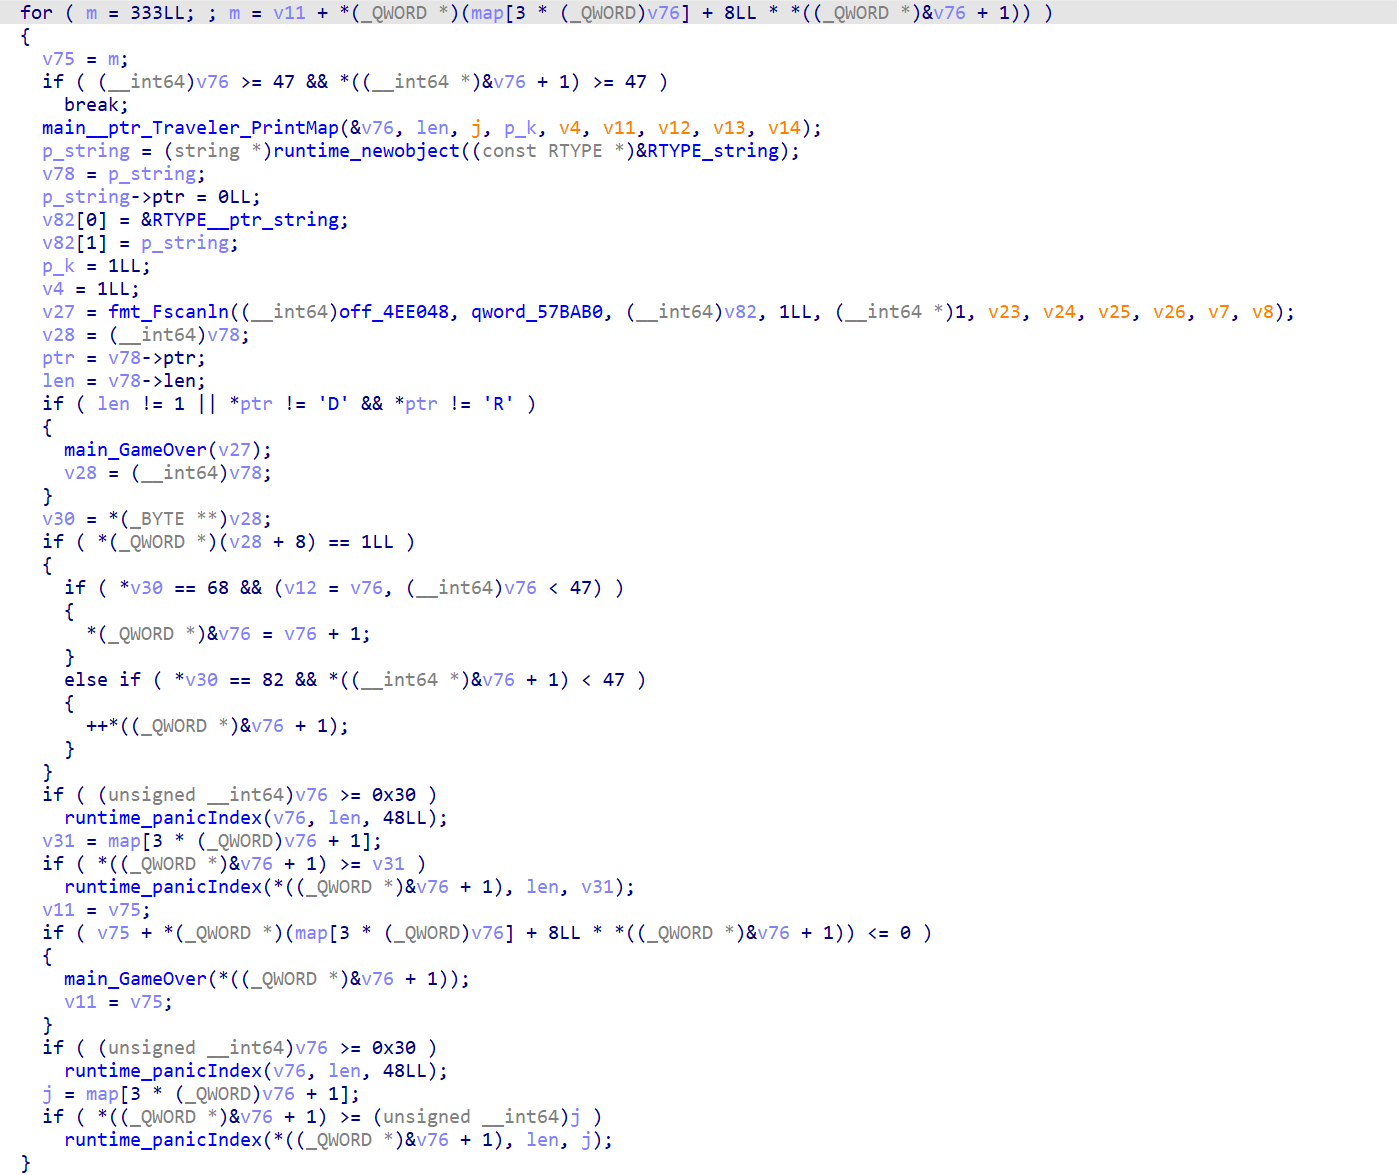 for ( m = 333LL; ; m = v11 + *(_QWORD *)(map[3 * (_QWORD)v76] + 8LL * *((_QWORD *)&v76 + 1)) )
{
  v75 = m;
  if ( (__int64)v76 >= 47 && *((__int64 *)&v76 + 1) >= 47 )
    break;
  main__ptr_Traveler_PrintMap(&v76, len, j, p_k, v4, v11, v12, v13, v14);
  p_string = (string *)runtime_newobject((const RTYPE *)&RTYPE_string);
  v78 = p_string;
  p_string->ptr = 0LL;
  v82[0] = &RTYPE__ptr_string;
  v82[1] = p_string;
  p_k = 1LL;
  v4 = 1LL;
  v27 = fmt_Fscanln((__int64)off_4EE048, qword_57BAB0, (__int64)v82, 1LL, (__int64 *)1, v23, v24, v25, v26, v7, v8);
  v28 = (__int64)v78;
  ptr = v78->ptr;
  len = v78->len;
  if ( len != 1 || *ptr != 'D' && *ptr != 'R' )
  {
    main_GameOver(v27);
    v28 = (__int64)v78;
  }
  v30 = *(_BYTE **)v28;
  if ( *(_QWORD *)(v28 + 8) == 1LL )
  {
    if ( *v30 == 68 && (v12 = v76, (__int64)v76 < 47) )
    {
      *(_QWORD *)&v76 = v76 + 1;
    }
    else if ( *v30 == 82 && *((__int64 *)&v76 + 1) < 47 )
    {
      ++*((_QWORD *)&v76 + 1);
    }
  }
  if ( (unsigned __int64)v76 >= 0x30 )
    runtime_panicIndex(v76, len, 48LL);
  v31 = map[3 * (_QWORD)v76 + 1];
  if ( *((_QWORD *)&v76 + 1) >= v31 )
    runtime_panicIndex(*((_QWORD *)&v76 + 1), len, v31);
  v11 = v75;
  if ( v75 + *(_QWORD *)(map[3 * (_QWORD)v76] + 8LL * *((_QWORD *)&v76 + 1)) <= 0 )
  {
    main_GameOver(*((_QWORD *)&v76 + 1));
    v11 = v75;
  }
  if ( (unsigned __int64)v76 >= 0x30 )
    runtime_panicIndex(v76, len, 48LL);
  j = map[3 * (_QWORD)v76 + 1];
  if ( *((_QWORD *)&v76 + 1) >= (unsigned __int64)j )
    runtime_panicIndex(*((_QWORD *)&v76 + 1), len, j);
}